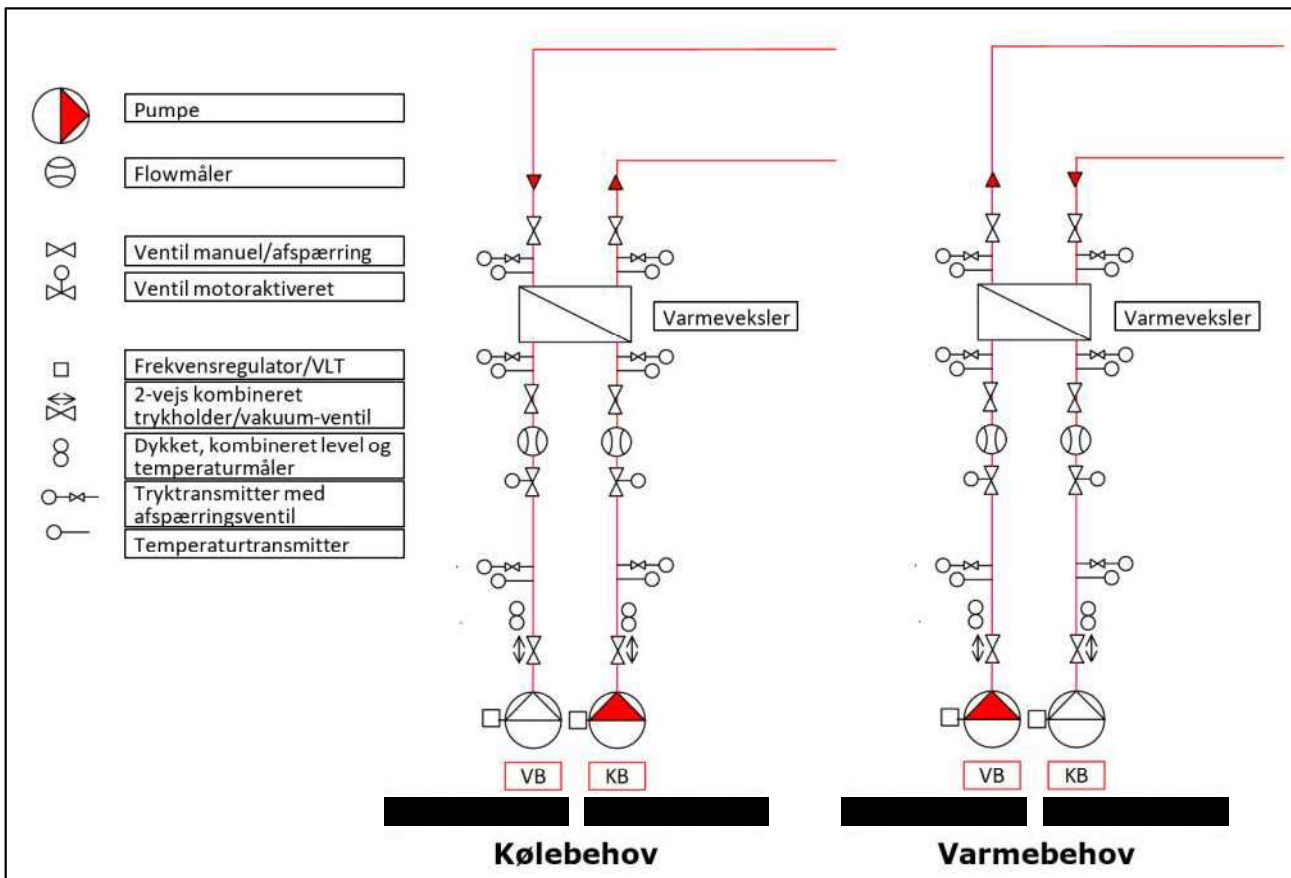 Pumpe
Flowmåler
Ventil manuel/afspærring
Ventil motoraktiveret
Frekvensregulator/VLT
2-vejs kombineret
trykholder/vakuum-ventil
Dykket, kombineret level og
temperaturmåler
Tryktransmitter med
afspærringsventil
Temperaturtransmitter
Varmeveksler
VB
KB
Kølebehov
Varmeveksler
VB
KB
Varmebehov